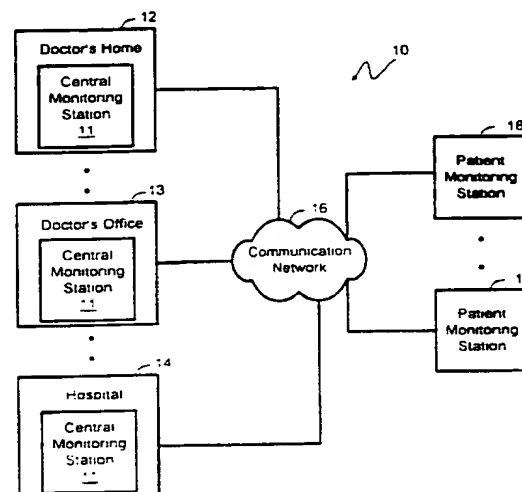 12
Doctor's Home
Central
Monitoring
Station
11
10
13
Doctor's Office
Central
Monitoring
Station
11
14
Hospital
Central
Monitoring
Station
16
Communication
Network
18
Patient
Monitoring
Station
Patient
Monitoring
Station